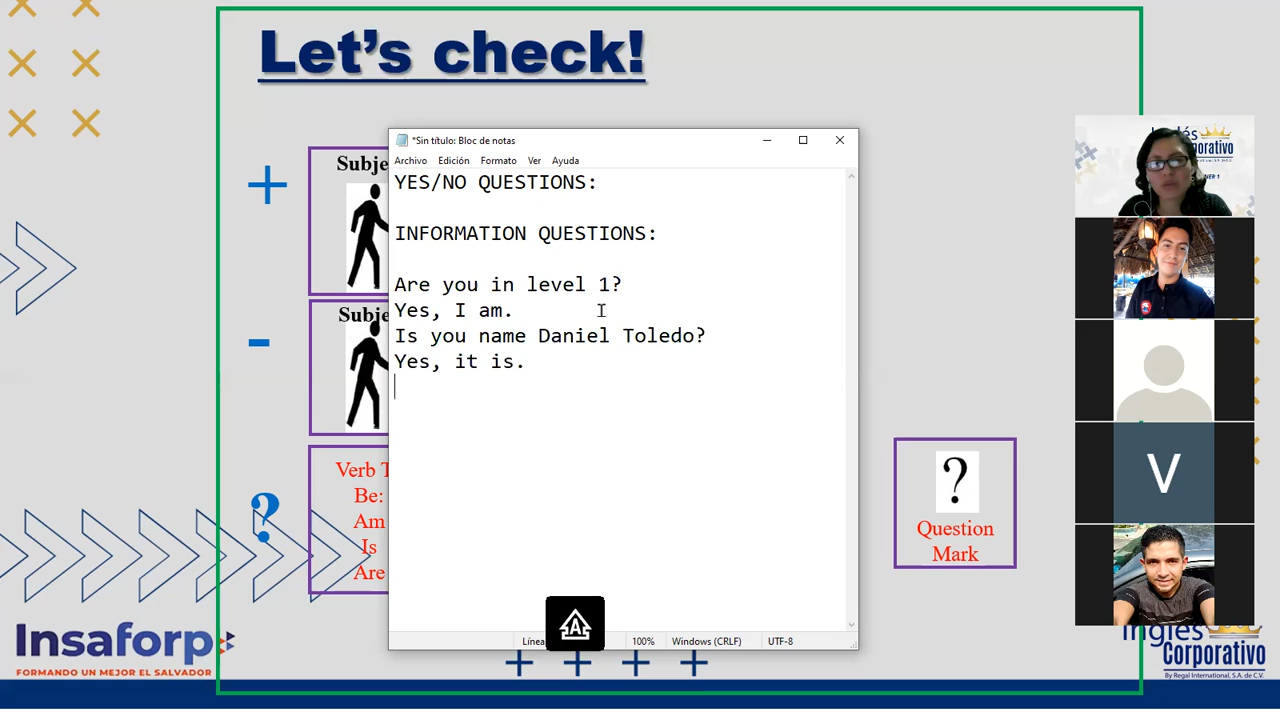 Let's check!
Subje
Subje
Verb T
Be:
Am
Is
Are
Question
Mark
*Sin título: Bloc de notas
Archivo Edición Formato Ver Ayuda
YES/NO QUESTIONS:
INFORMATION QUESTIONS:
Are you in level 1?
Yes, I am.
Is you name Daniel Toledo?
Yes, it is.
Línea
100%
Windows (CRLF)
UTF-8
A
Inglés
Corporativo
V
Insaforp
FORMANDO UN MEJOR EL SALVADOR
Inglés
Corporativo
By Regal International, S.A. de C.V.